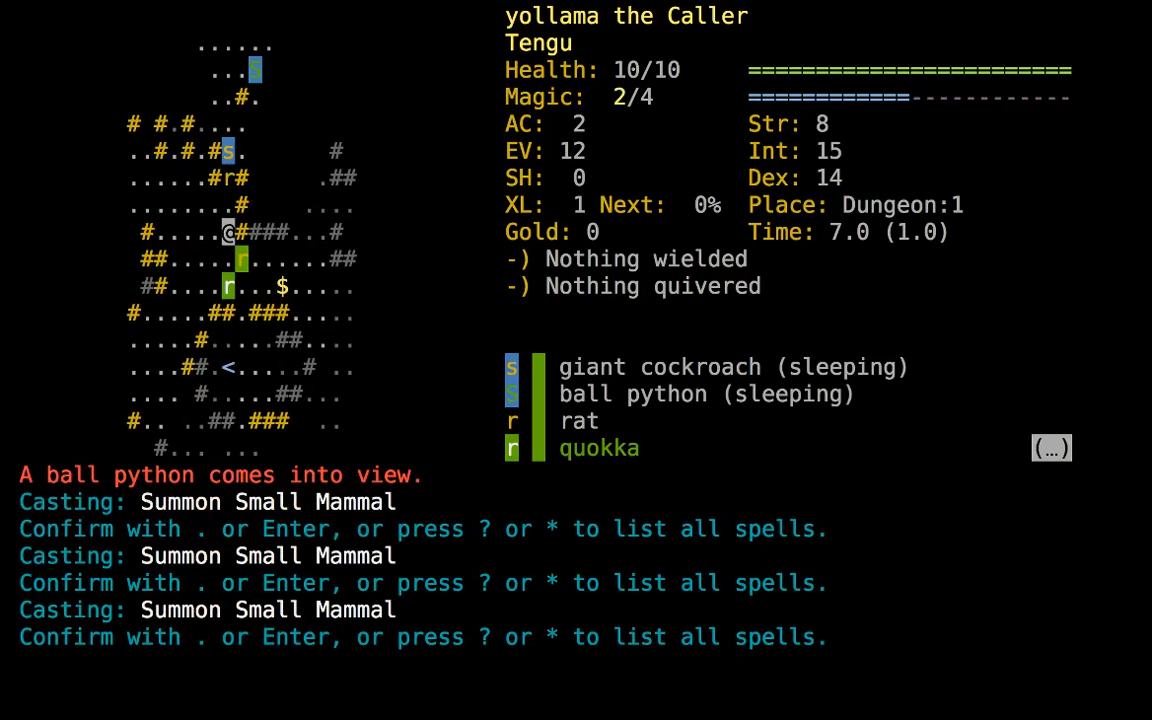 yollama the Caller
Tengu
Health: 10/10 ========================
Magic: 2/4 ============------------
AC: 2 Str: 8
EV: 12 Int: 15
SH: 0 Dex: 14
XL: 1 Next: 0% Place: Dungeon:1
Gold: 0 Time: 7.0 (1.0)
-) Nothing wielded
-) Nothing quivered
......
...S
..#.
# #.#....
..#.#.#s. #
......#r# .##
........# ....
#.....@####...#
##.....r......##
##....r...$.....
#.....##.###.....
.....#.....##....
....##.<.....# ..
.... #.....##...
#.. ..##.### ..
#... ...
s giant cockroach (sleeping)
S ball python (sleeping)
r rat
r quokka (…)
A ball python comes into view.
Casting: Summon Small Mammal
Confirm with . or Enter, or press ? or * to list all spells.
Casting: Summon Small Mammal
Confirm with . or Enter, or press ? or * to list all spells.
Casting: Summon Small Mammal
Confirm with . or Enter, or press ? or * to list all spells.